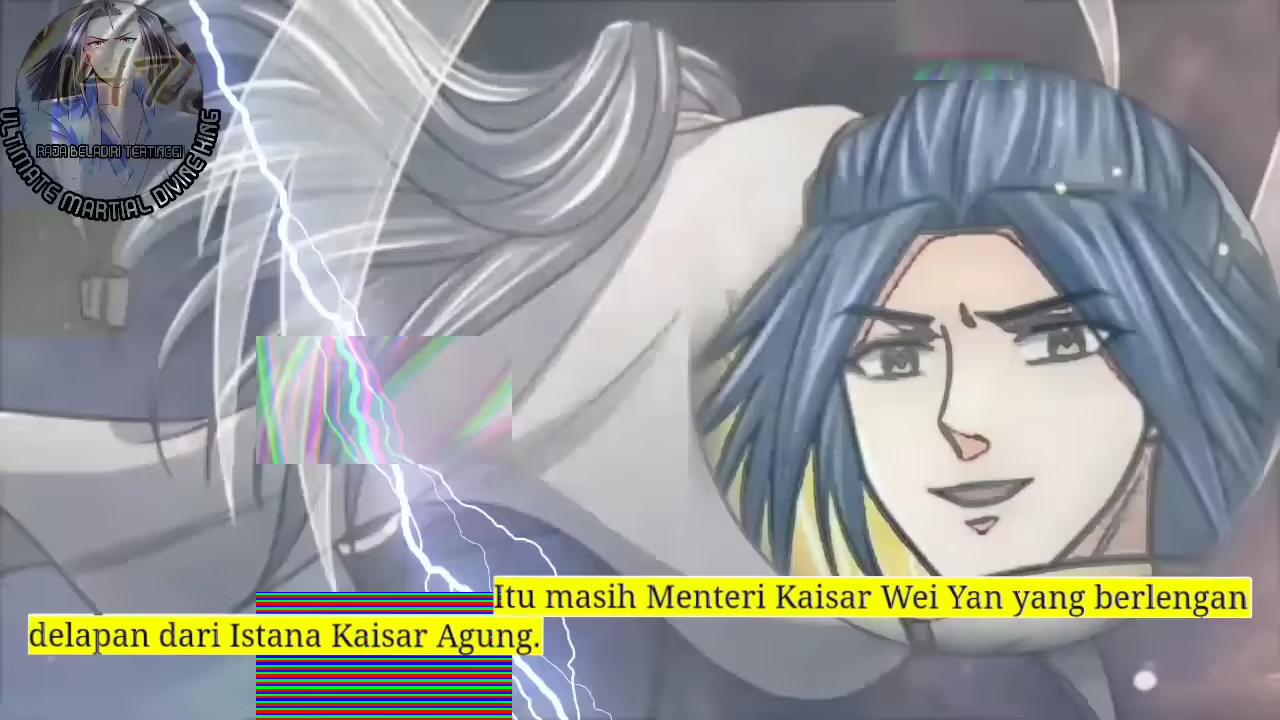 RAJA BELADIRI TERTINGGI
ULTIMATE MARTIAL DIVINE KING
Itu masih Menteri Kaisar Wei Yan yang berlengan
delapan dari Istana Kaisar Agung.